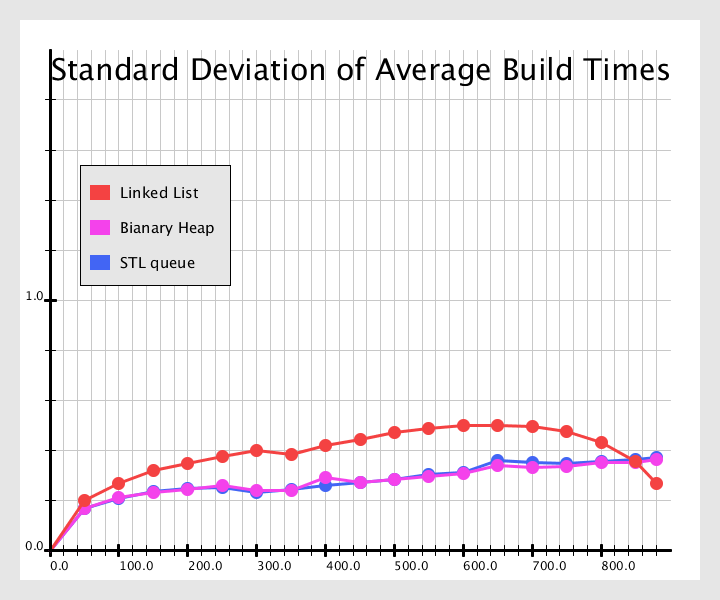 Standard Deviation of Average Build Times
Linked List
Bianary Heap
STL queue
1.0
0.0
0.0 100.0 200.0 300.0 400.0 500.0 600.0 700.0 800.0